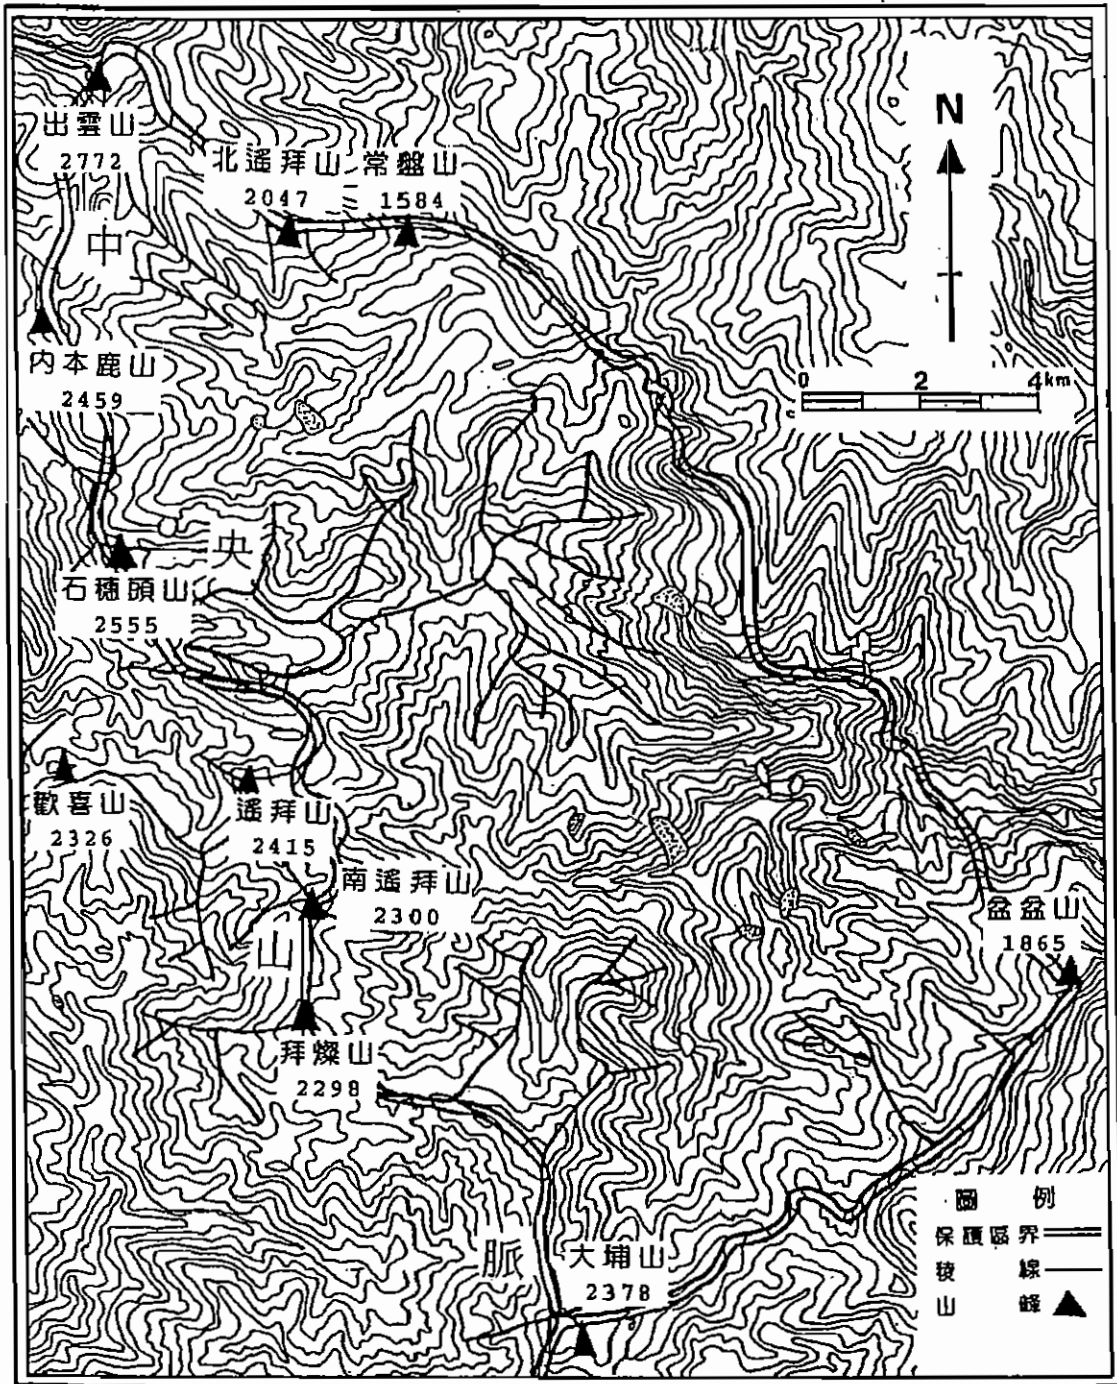 N
出雲山
2772
北遙拜山
2047
常盤山
1584
中
内本鹿山
2459
0 2 4km
央
石穗頭山
2555
歡喜山
2326
遙拜山
2415
南遙拜山
2300
山
盆盆山
1865
拜燦山
2298
脈
大埔山
2378
圖例
保護區界
稜線
山峰